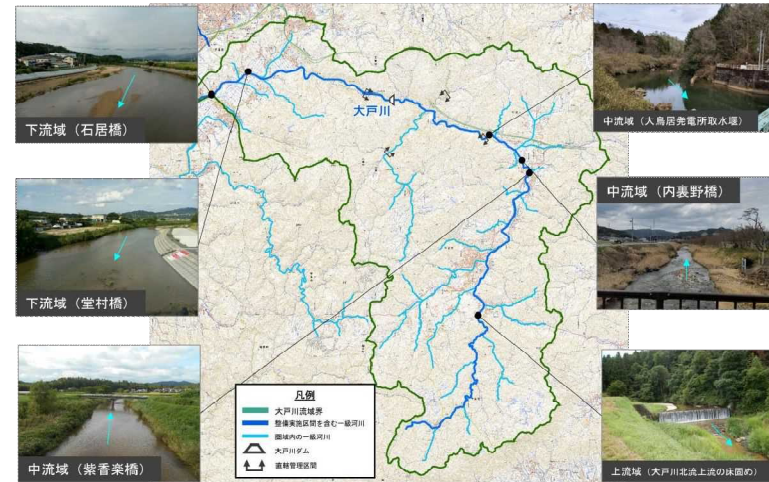 下流域（石居橋）
下流域（堂村橋）
中流域（紫香楽橋）
大戸川
中流域（大鳥居発電所取水堰）
中流域（内裏野橋）
上流域（大戸川北流上流の床固め）
凡例
大戸川流域界
整備実施区間を含む一級河川
圏域内の一級河川
大戸川ダム
直轄管理区間